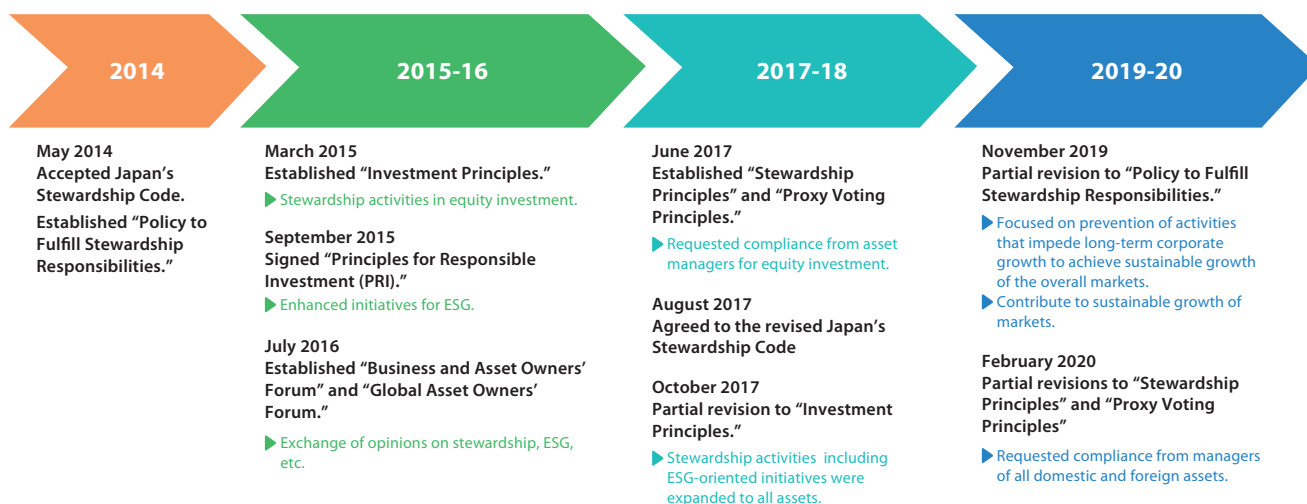 2014
2015-16
2017-18
2019-20
May 2014
Accepted Japan’s
Stewardship Code.
Established “Policy to
Fulfill Stewardship
Responsibilities.”
March 2015
Established “Investment Principles.”
Stewardship activities in equity investment.
September 2015
Signed “Principles for Responsible
Investment (PRI).”
Enhanced initiatives for ESG.
July 2016
Established “Business and Asset Owners’
Forum” and “Global Asset Owners’
Forum.”
Exchange of opinions on stewardship, ESG,
etc.
June 2017
Established “Stewardship
Principles” and “Proxy Voting
Principles.”
Requested compliance from asset
managers for equity investment.
August 2017
Agreed to the revised Japan’s
Stewardship Code
October 2017
Partial revision to “Investment
Principles.”
Stewardship activities including
ESG-oriented initiatives were
expanded to all assets.
November 2019
Partial revision to “Policy to Fulfill
Stewardship Responsibilities.”
Focused on prevention of activities
that impede long-term corporate
growth to achieve sustainable growth
of the overall markets.
Contribute to sustainable growth of
markets.
February 2020
Partial revisions to “Stewardship
Principles” and “Proxy Voting
Principles”
Requested compliance from managers
of all domestic and foreign assets.